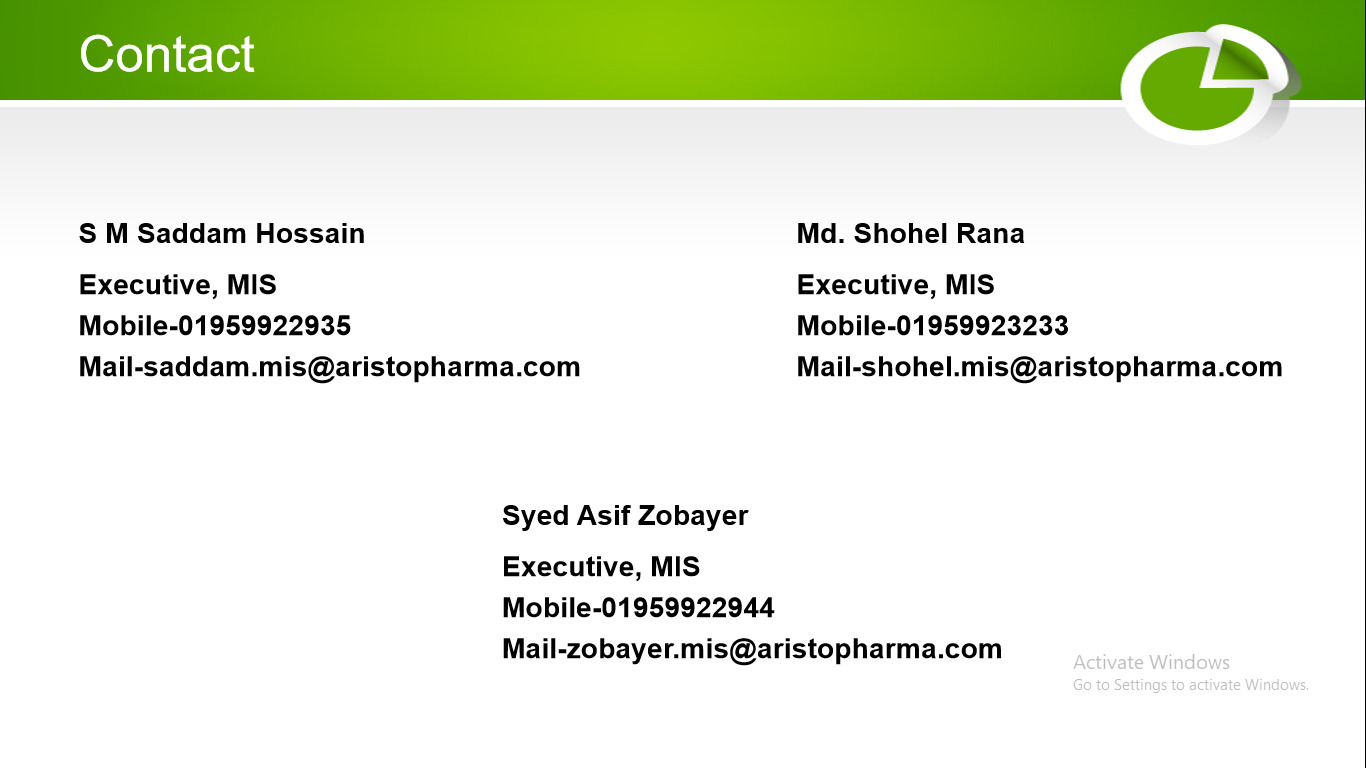 Contact
S M Saddam Hossain
Executive, MIS
Mobile-01959922935
Mail-saddam.mis@aristopharma.com
Md. Shohel Rana
Executive, MIS
Mobile-01959923233
Mail-shohel.mis@aristopharma.com
Syed Asif Zobayer
Executive, MIS
Mobile-01959922944
Mail-zobayer.mis@aristopharma.com
Activate Windows
Go to Settings to activate Windows.